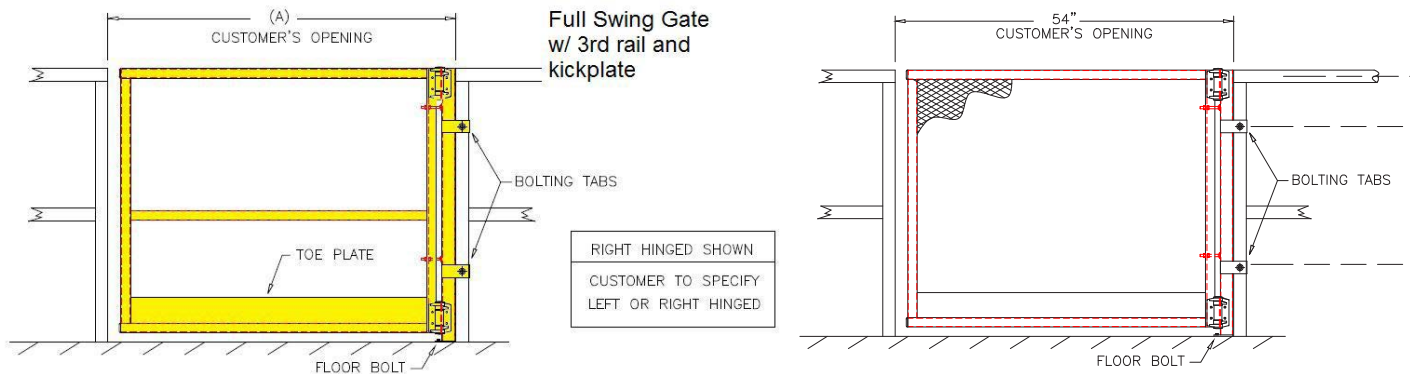 (A)
CUSTOMER'S OPENING
Full Swing Gate
w/ 3rd rail and
kickplate
BOLTING TABS
TOE PLATE
FLOOR BOLT
RIGHT HINGED SHOWN
CUSTOMER TO SPECIFY
LEFT OR RIGHT HINGED
54"
CUSTOMER'S OPENING
BOLTING TABS
FLOOR BOLT